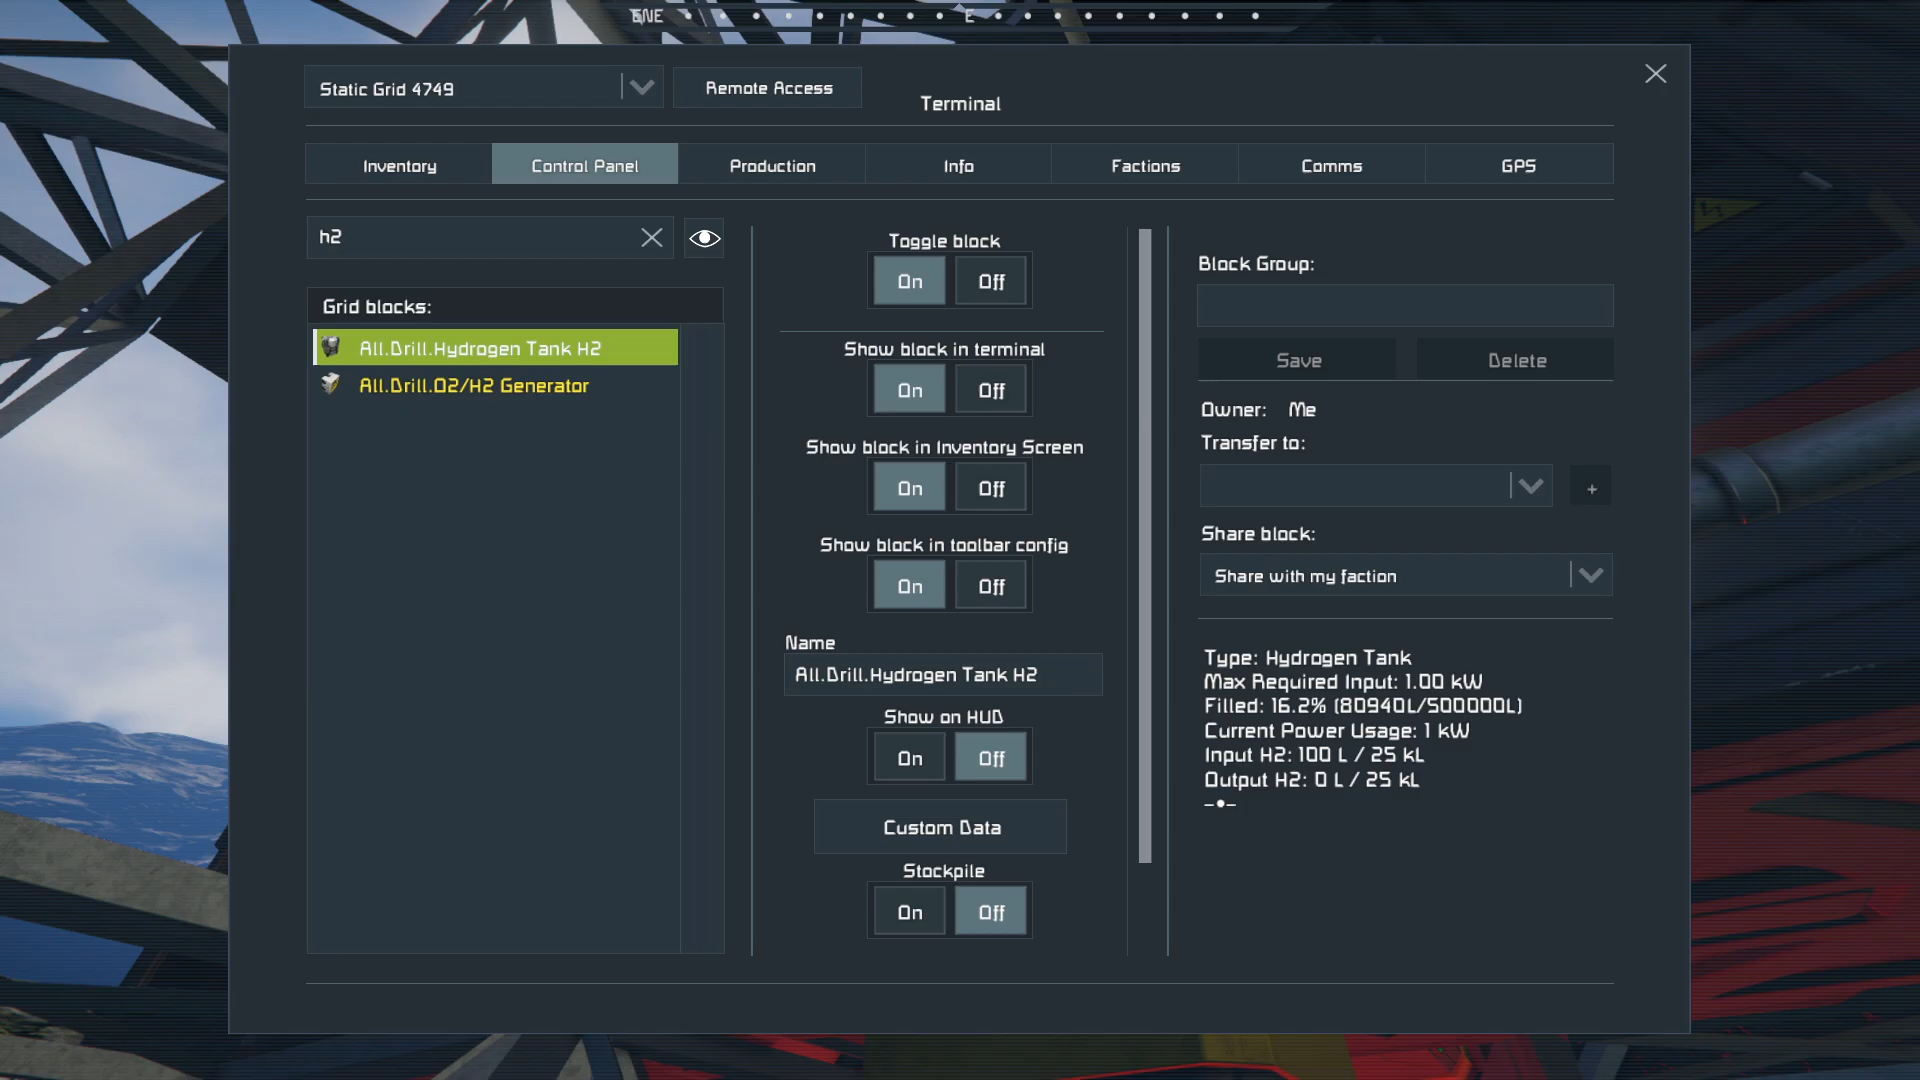 E
Static Grid 4749
Remote Access
Terminal
Inventory
Control Panel
Production
Info
Factions
Comms
GPS
h2
Grid blocks:
All.Drill.Hydrogen Tank H2
All.Drill.O2/H2 Generator
Toggle block
On
Off
Show block in terminal
On
Off
Show block in Inventory Screen
On
Off
Show block in toolbar config
On
Off
Name
All.Drill.Hydrogen Tank H2
Show on HUD
On
Off
Custom Data
Stockpile
On
Off
Block Group:
Save
Delete
Owner: Me
Transfer to:
+
Share block:
Share with my faction
Type: Hydrogen Tank
Max Required Input: 1.00 kW
Filled: 16.2% (80940L/500000L)
Current Power Usage: 1 kW
Input H2: 100 L / 25 kL
Output H2: 0 L / 25 kL
–•–